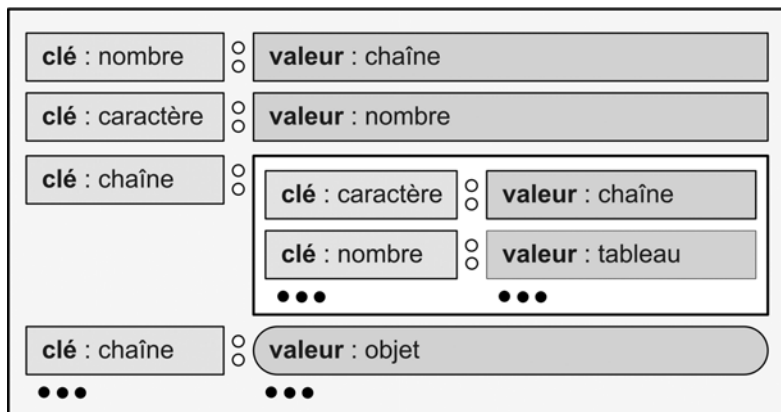 clé : nombre valeur : chaîne
clé : caractère valeur : nombre
clé : chaîne
clé : caractère valeur : chaîne
clé : nombre valeur : tableau
clé : chaîne valeur : objet